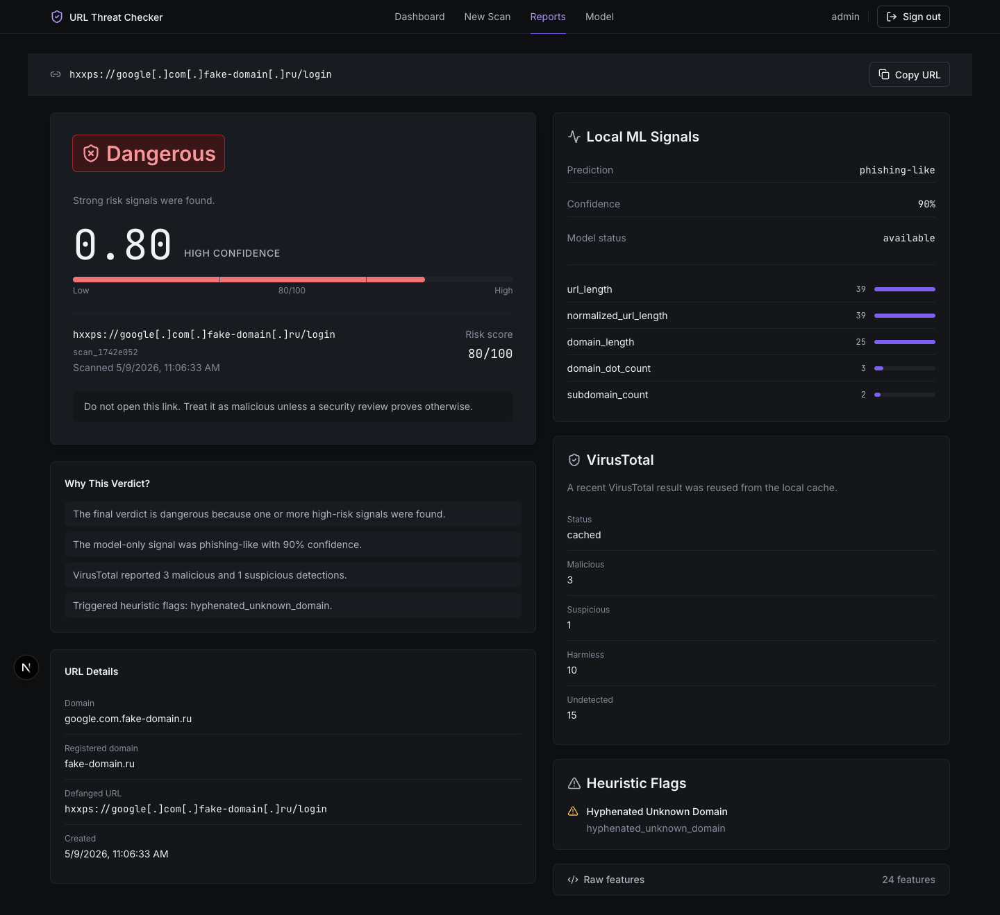 URL Threat Checker
Dashboard
New Scan
Reports
Model
admin
Sign out
hxxps://google[.]com[.]fake-domain[.]ru/login
Copy URL
Dangerous
Strong risk signals were found.
0.80 HIGH CONFIDENCE
Low 80/100 High
hxxps://google[.]com[.]fake-domain[.]ru/login
scan_1742e052
Scanned 5/9/2026, 11:06:33 AM
Risk score
80/100
Do not open this link. Treat it as malicious unless a security review proves otherwise.
Why This Verdict?
The final verdict is dangerous because one or more high-risk signals were found.
The model-only signal was phishing-like with 90% confidence.
VirusTotal reported 3 malicious and 1 suspicious detections.
Triggered heuristic flags: hyphenated_unknown_domain.
N
URL Details
Domain
google.com.fake-domain.ru
Registered domain
fake-domain.ru
Defanged URL
hxxps://google[.]com[.]fake-domain[.]ru/login
Created
5/9/2026, 11:06:33 AM
Local ML Signals
Prediction phishing-like
Confidence 90%
Model status available
url_length 39
normalized_url_length 39
domain_length 25
domain_dot_count 3
subdomain_count 2
VirusTotal
A recent VirusTotal result was reused from the local cache.
Status
cached
Malicious
3
Suspicious
1
Harmless
10
Undetected
15
Heuristic Flags
Hyphenated Unknown Domain
hyphenated_unknown_domain
Raw features 24 features